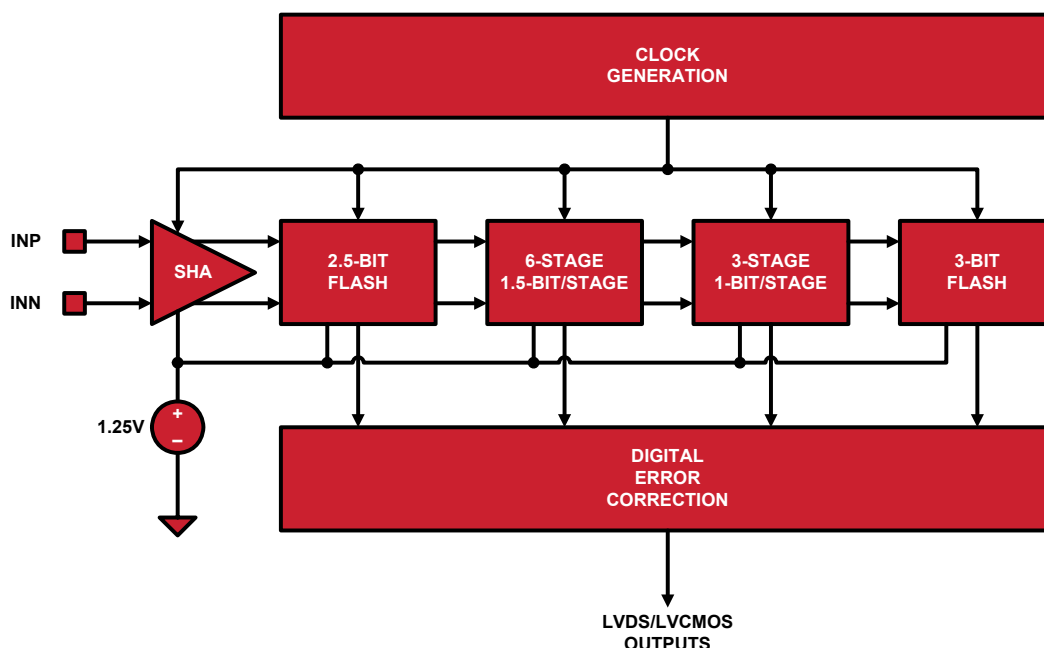 CLOCK
GENERATION
INP
INN
SHA
2.5-BIT
FLASH
6-STAGE
1.5-BIT/STAGE
3-STAGE
1-BIT/STAGE
3-BIT
FLASH
1.25V
+
–
DIGITAL
ERROR
CORRECTION
LVDS/LVCMOS
OUTPUTS